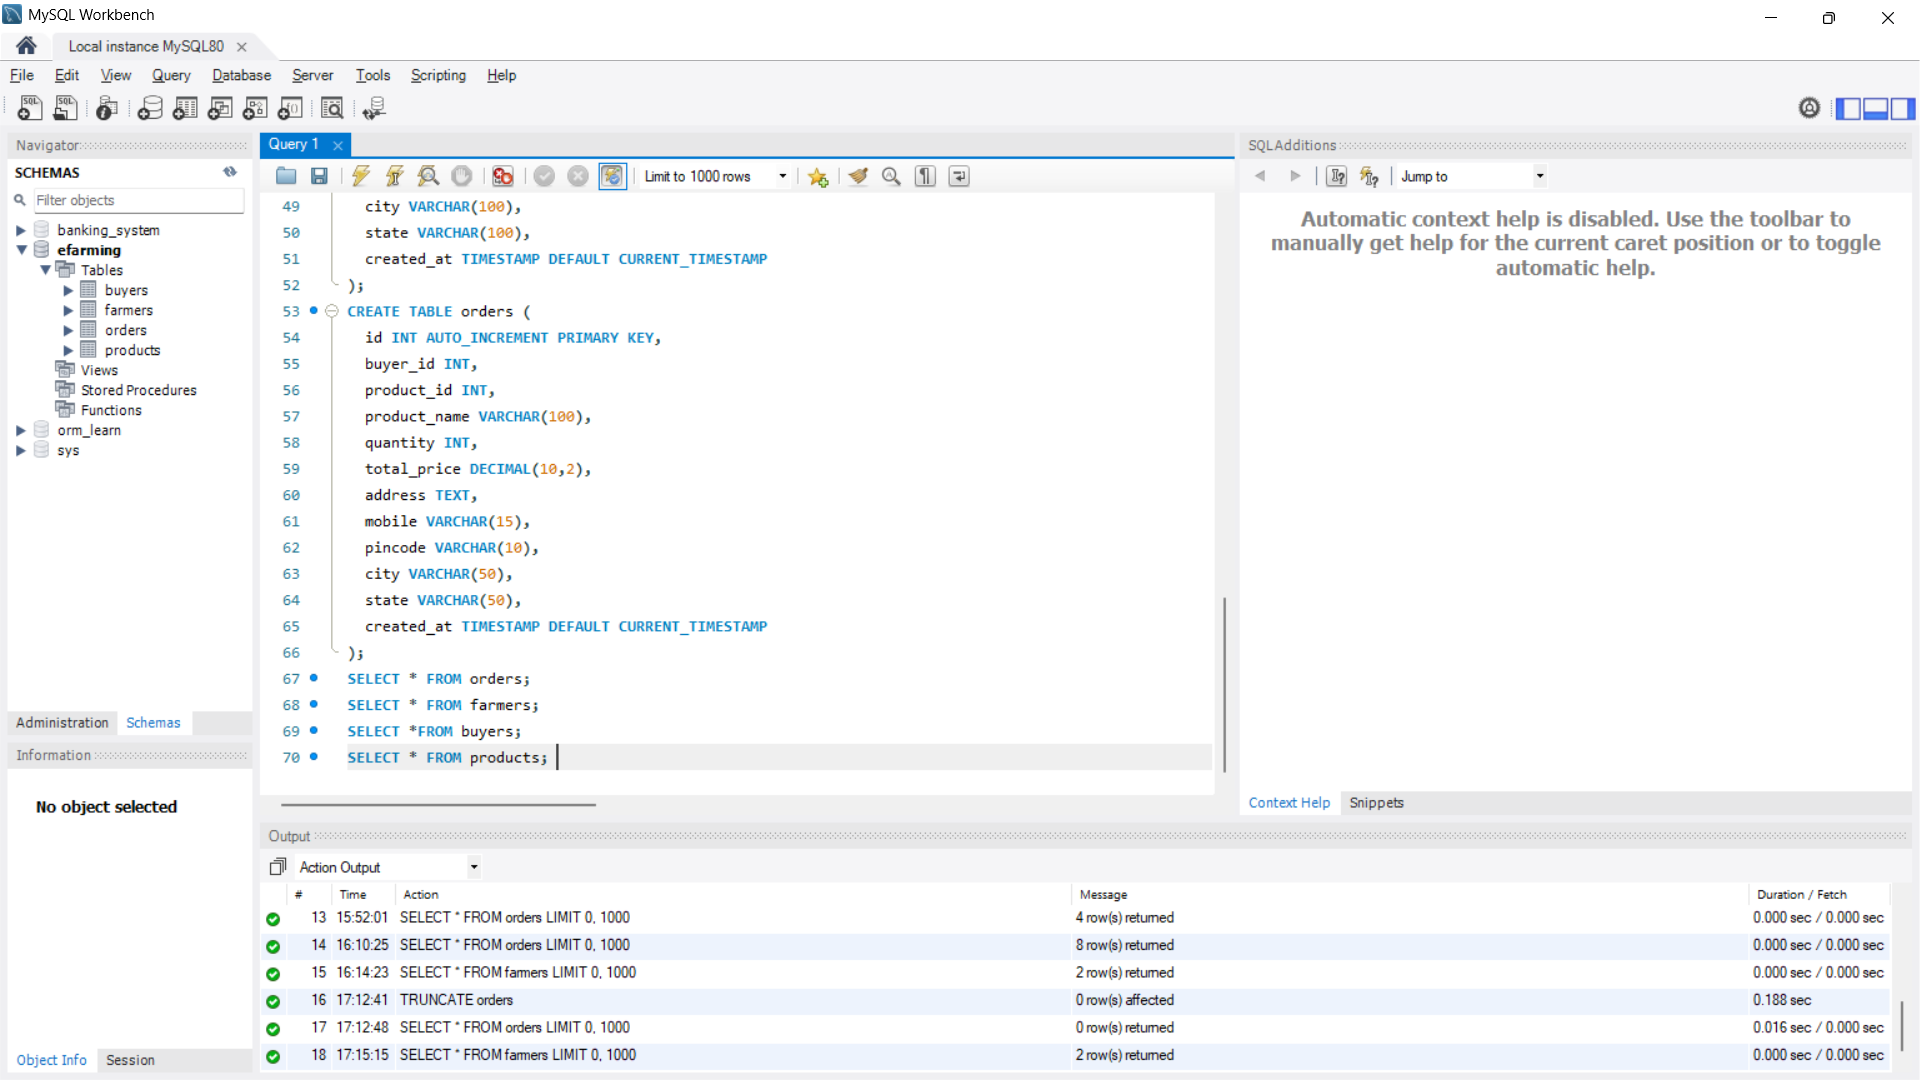 MySQL Workbench
Local instance MySQL80
File Edit View Query Database Server Tools Scripting Help
Navigator
SCHEMAS
Filter objects
banking_system
efarming
Tables
buyers
farmers
orders
products
Views
Stored Procedures
Functions
orm_learn
sys
Administration Schemas
Information
No object selected
Object Info Session
Query 1
Limit to 1000 rows
49 city VARCHAR(100),
50 state VARCHAR(100),
51 created_at TIMESTAMP DEFAULT CURRENT_TIMESTAMP
52 );
53 CREATE TABLE orders (
54 id INT AUTO_INCREMENT PRIMARY KEY,
55 buyer_id INT,
56 product_id INT,
57 product_name VARCHAR(100),
58 quantity INT,
59 total_price DECIMAL(10,2),
60 address TEXT,
61 mobile VARCHAR(15),
62 pincode VARCHAR(10),
63 city VARCHAR(50),
64 state VARCHAR(50),
65 created_at TIMESTAMP DEFAULT CURRENT_TIMESTAMP
66 );
67 SELECT * FROM orders;
68 SELECT * FROM farmers;
69 SELECT *FROM buyers;
70 SELECT * FROM products;
SQLAdditions
Jump to
Automatic context help is disabled. Use the toolbar to
manually get help for the current caret position or to toggle
automatic help.
Context Help Snippets
Output
Action Output
# Time Action Message Duration / Fetch
13 15:52:01 SELECT * FROM orders LIMIT 0, 1000 4 row(s) returned 0.000 sec / 0.000 sec
14 16:10:25 SELECT * FROM orders LIMIT 0, 1000 8 row(s) returned 0.000 sec / 0.000 sec
15 16:14:23 SELECT * FROM farmers LIMIT 0, 1000 2 row(s) returned 0.000 sec / 0.000 sec
16 17:12:41 TRUNCATE orders 0 row(s) affected 0.188 sec
17 17:12:48 SELECT * FROM orders LIMIT 0, 1000 0 row(s) returned 0.016 sec / 0.000 sec
18 17:15:15 SELECT * FROM farmers LIMIT 0, 1000 2 row(s) returned 0.000 sec / 0.000 sec